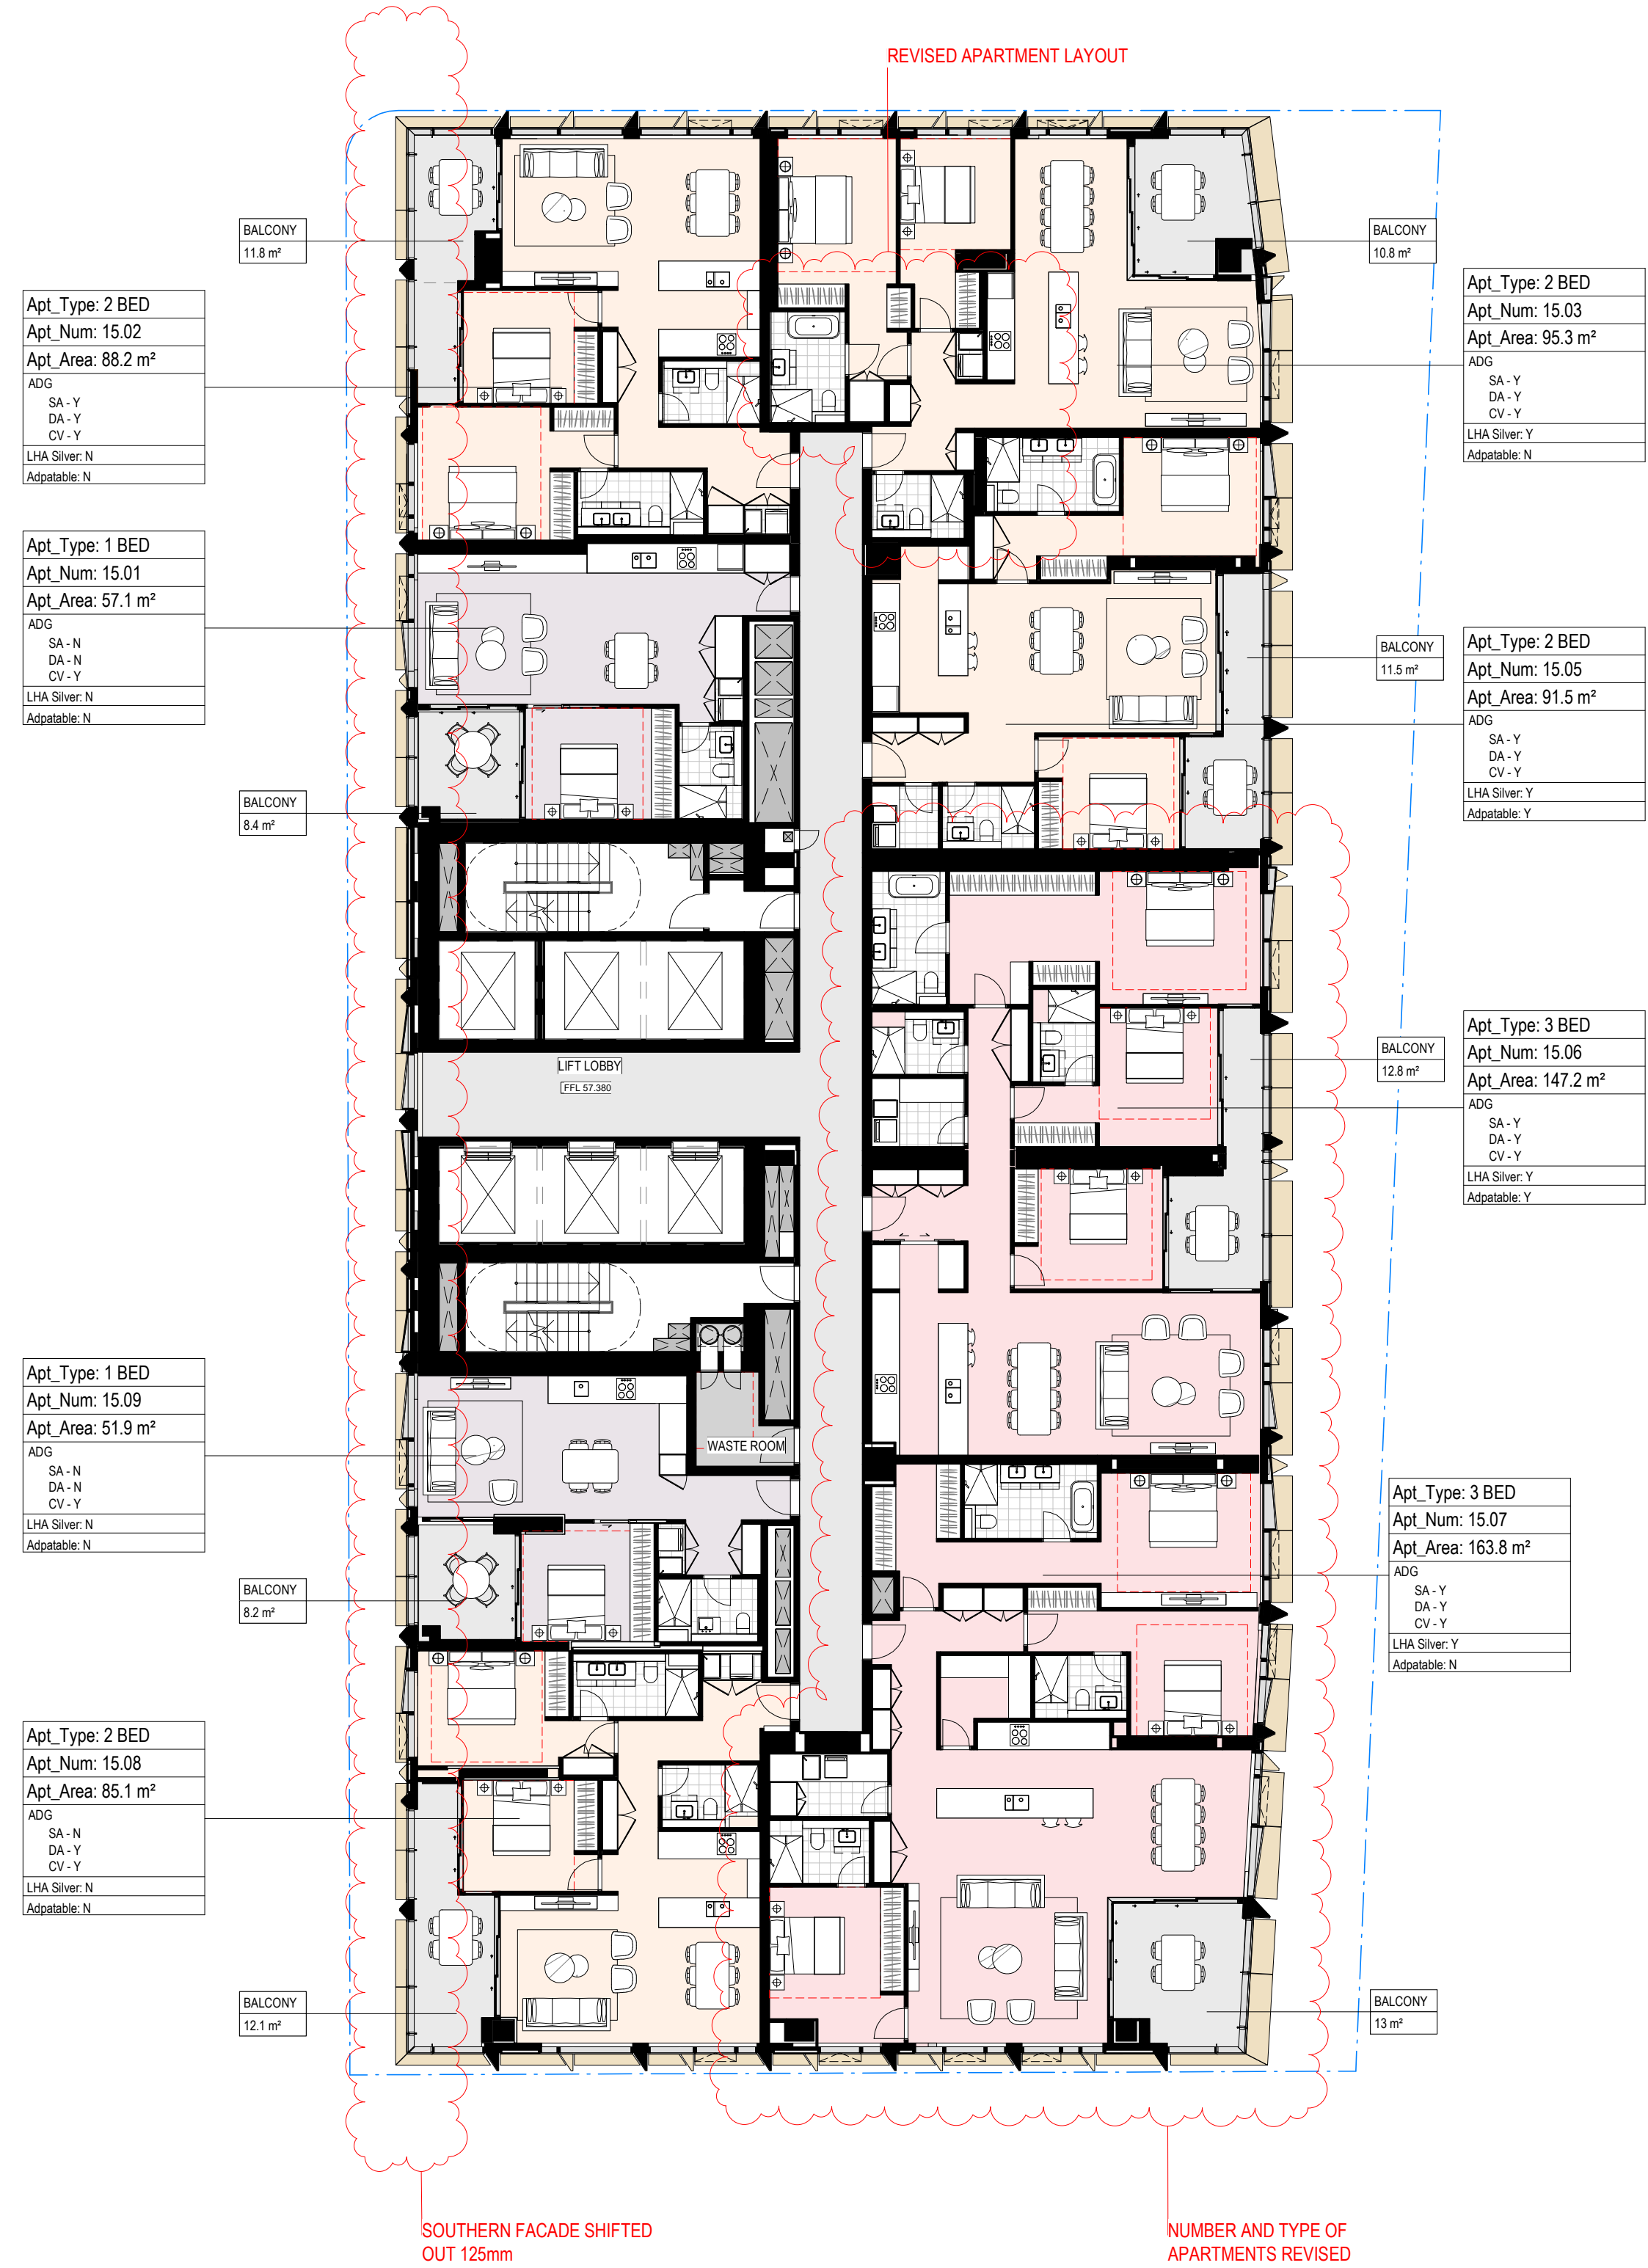 REVISED APARTMENT LAYOUT
BALCONY
11.8 m²
Apt_Type: 2 BED
Apt_Num: 15.02
Apt_Area: 88.2 m²
ADG
SA - Y
DA - Y
CV - Y
LHA Silver: N
Adpatable: N
Apt_Type: 1 BED
Apt_Num: 15.01
Apt_Area: 57.1 m²
ADG
SA - N
DA - N
CV - Y
LHA Silver: N
Adpatable: N
BALCONY
8.4 m²
BALCONY
10.8 m²
Apt_Type: 2 BED
Apt_Num: 15.03
Apt_Area: 95.3 m²
ADG
SA - Y
DA - Y
CV - Y
LHA Silver: Y
Adpatable: N
BALCONY
11.5 m²
Apt_Type: 2 BED
Apt_Num: 15.05
Apt_Area: 91.5 m²
ADG
SA - Y
DA - Y
CV - Y
LHA Silver: Y
Adpatable: Y
LIFT LOBBY
FFL 57.380
BALCONY
12.8 m²
Apt_Type: 3 BED
Apt_Num: 15.06
Apt_Area: 147.2 m²
ADG
SA - Y
DA - Y
CV - Y
LHA Silver: Y
Adpatable: Y
Apt_Type: 1 BED
Apt_Num: 15.09
Apt_Area: 51.9 m²
ADG
SA - N
DA - N
CV - Y
LHA Silver: N
Adpatable: N
WASTE ROOM
BALCONY
8.2 m²
Apt_Type: 3 BED
Apt_Num: 15.07
Apt_Area: 163.8 m²
ADG
SA - Y
DA - Y
CV - Y
LHA Silver: Y
Adpatable: N
Apt_Type: 2 BED
Apt_Num: 15.08
Apt_Area: 85.1 m²
ADG
SA - N
DA - Y
CV - Y
LHA Silver: N
Adpatable: N
BALCONY
12.1 m²
BALCONY
13 m²
SOUTHERN FACADE SHIFTED
OUT 125mm
NUMBER AND TYPE OF
APARTMENTS REVISED